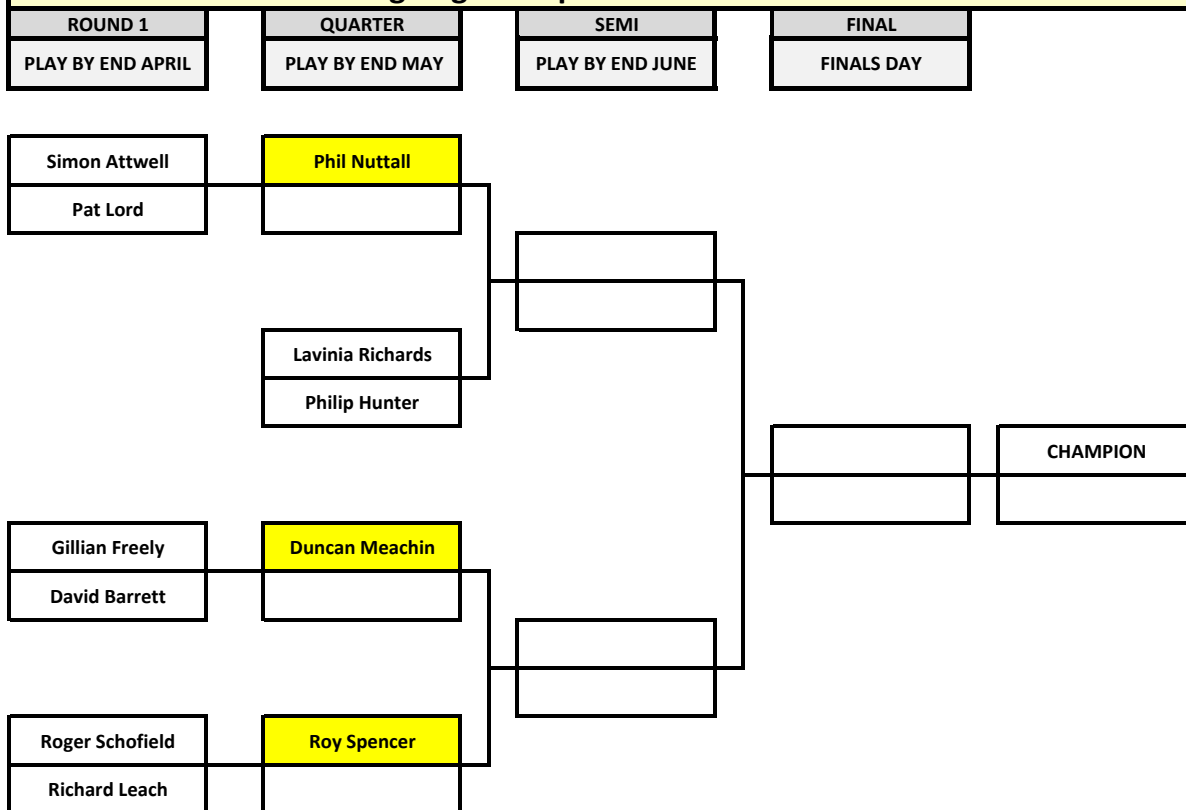 ROUND 1
QUARTER
SEMI
FINAL
PLAY BY END APRIL
PLAY BY END MAY
PLAY BY END JUNE
FINALS DAY
Simon Attwell
Phil Nuttall
Pat Lord
Lavinia Richards
Philip Hunter
CHAMPION
Gillian Freely
Duncan Meachin
David Barrett
Roger Schofield
Roy Spencer
Richard Leach